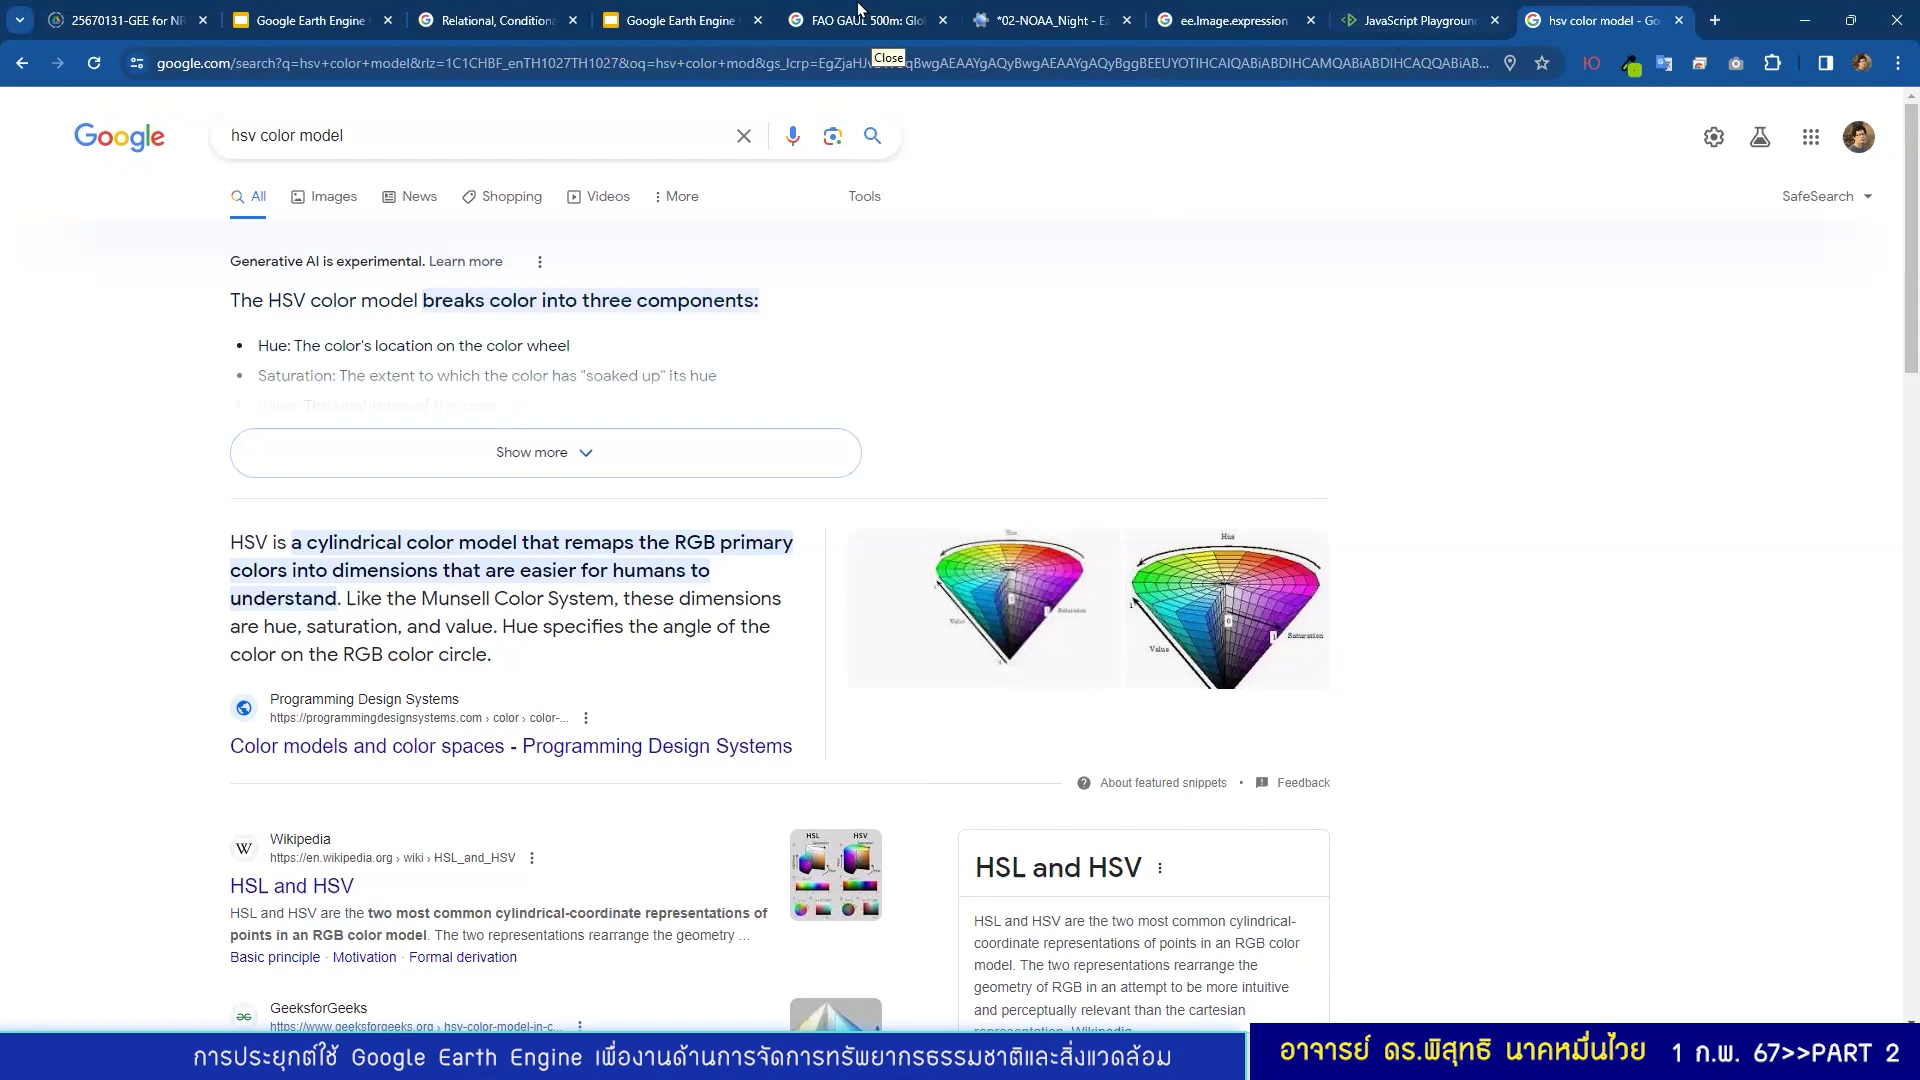 25670131-GEE for NR
Google Earth Engine
Relational, Conditiona
Google Earth Engine
FAO GAUL 500m: Glo
*02-NOAA_Night - Ea
ee.Image.expression
JavaScript Playgroun
hsv color model - Go
Close
Google
hsv color model
All
Images
News
Shopping
Videos
More
Tools
SafeSearch
Generative AI is experimental. Learn more
The HSV color model breaks color into three components:
• Hue: The color's location on the color wheel
• Saturation: The extent to which the color has "soaked up" its hue
Show more
HSV is a cylindrical color model that remaps the RGB primary
colors into dimensions that are easier for humans to
understand. Like the Munsell Color System, these dimensions
are hue, saturation, and value. Hue specifies the angle of the
color on the RGB color circle.
Hue
Saturation
Value
Hue
Saturation
Value
Programming Design Systems
https://programmingdesignsystems.com › color › color-...
Color models and color spaces - Programming Design Systems
About featured snippets • Feedback
Wikipedia
https://en.wikipedia.org › wiki › HSL_and_HSV
HSL and HSV
HSL and HSV are the two most common cylindrical-coordinate representations of
points in an RGB color model. The two representations rearrange the geometry ...
Basic principle · Motivation · Formal derivation
HSL
HSV
HSL and HSV
HSL and HSV are the two most common cylindrical-
coordinate representations of points in an RGB color
model. The two representations rearrange the
geometry of RGB in an attempt to be more intuitive
and perceptually relevant than the cartesian
representation. Wikipedia
GeeksforGeeks
https://www.geeksforgeeks.org › hsv-color-model-in-c...
การประยุกต์ใช้ Google Earth Engine เพื่องานด้านการจัดการทรัพยากรธรรมชาติและสิ่งแวดล้อม
อาจารย์ ดร.พิสุทธิ นาคหมื่นไวย 1 ก.พ. 67>>PART 2